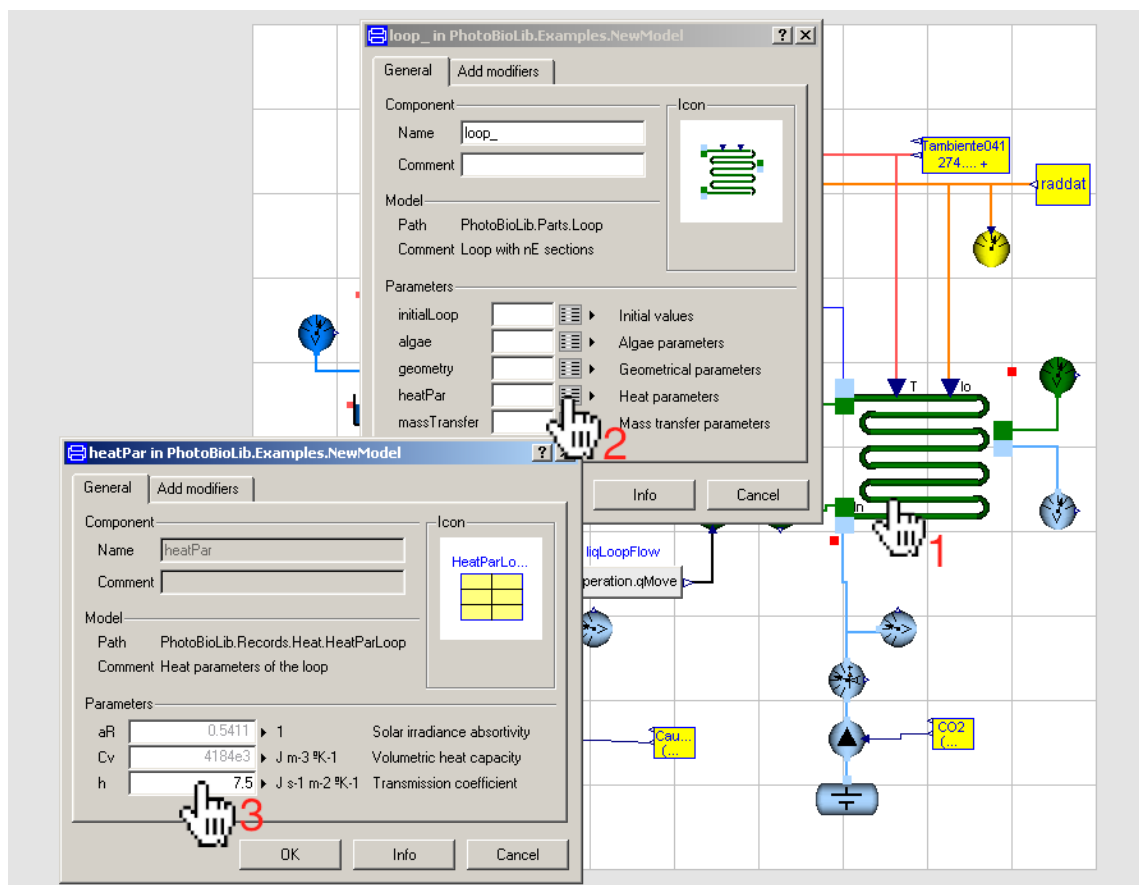 loop_ in PhotoBioLib.Examples.NewModel
General Add modifiers
Component
Name loop_
Comment
Icon
Model
Path PhotoBioLib.Parts.Loop
Comment Loop with nE sections
Parameters
initialLoop Initial values
algae Algae parameters
geometry Geometrical parameters
heatPar Heat parameters
massTransfer Mass transfer parameters
2
Info Cancel
Tambiente041
274.... +
raddat
T Io
In
1
liqLoopFlow
peration.qMove
Cau...
(...
CO2
(...
heatPar in PhotoBioLib.Examples.NewModel
General Add modifiers
Component
Name heatPar
Comment
Icon
HeatParLo...
Model
Path PhotoBioLib.Records.Heat.HeatParLoop
Comment Heat parameters of the loop
Parameters
aR 0.5411 1 Solar irradiance absortivity
Cv 4184e3 J m-3 ºK-1 Volumetric heat capacity
h 7.5 J s-1 m-2 ºK-1 Transmission coefficient
3
OK Info Cancel